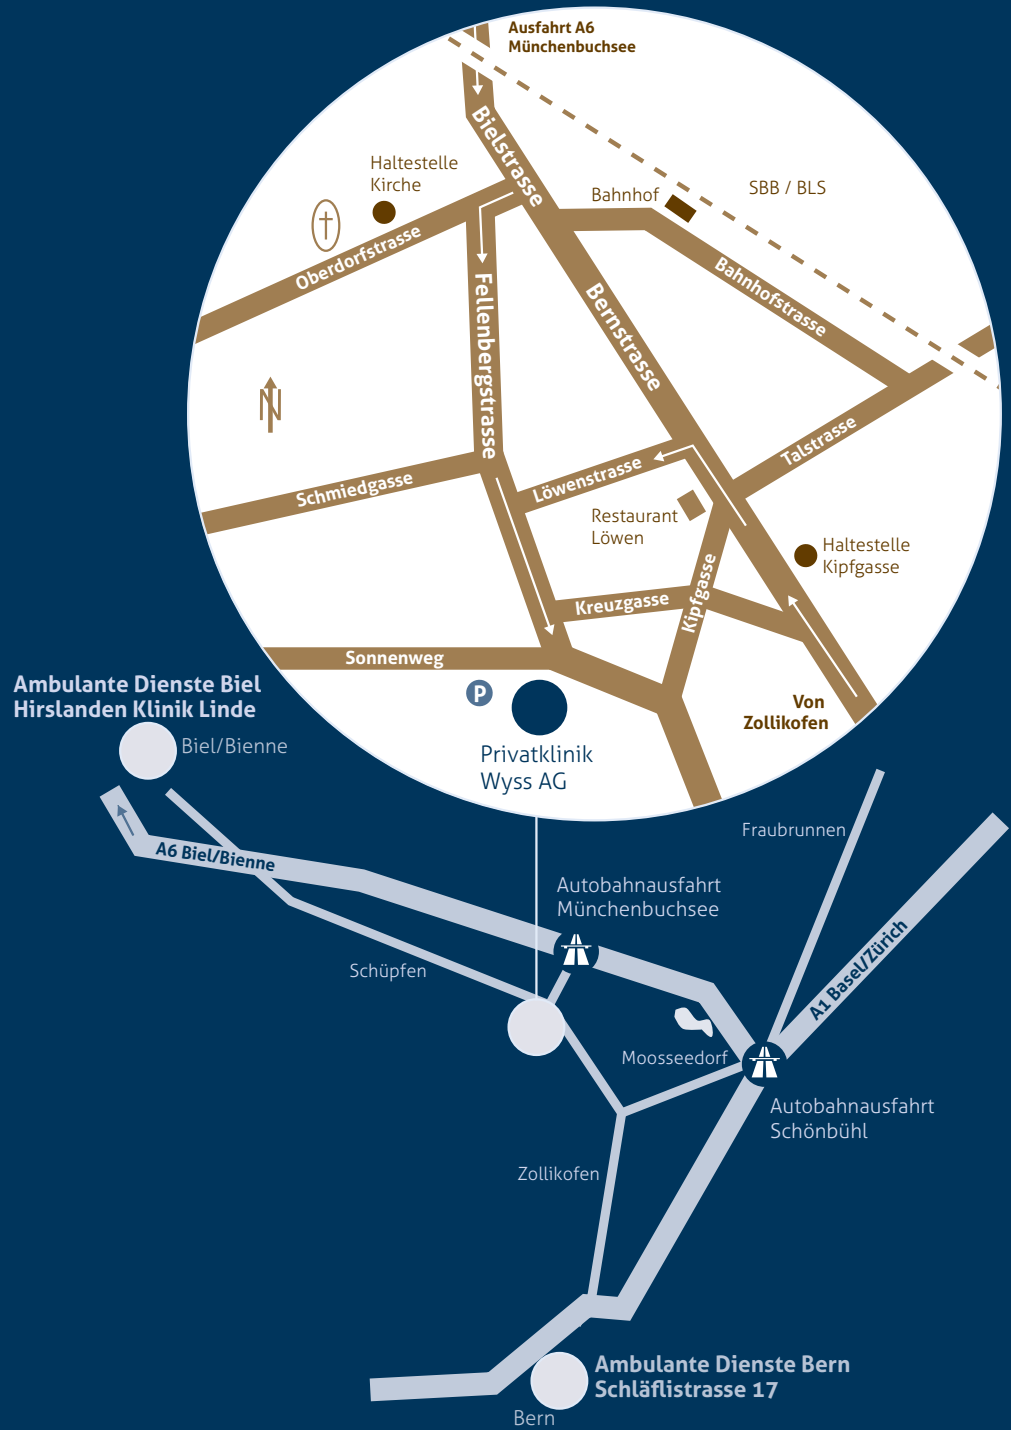 Ausfahrt A6
Münchenbuchsee
Bielstrasse
Haltestelle
Kirche
Bahnhof
SBB / BLS
Oberdorfstrasse
Bahnhofstrasse
Fellenbergstrasse
Bernstrasse
N
Talstrasse
Löwenstrasse
Schmiedgasse
Restaurant
Löwen
Haltestelle
Kipfgasse
Kipfgasse
Kreuzgasse
Sonnenweg
Von
Zollikofen
P
Privatklinik
Wyss AG
Ambulante Dienste Biel
Hirslanden Klinik Linde
Biel/Bienne
A6 Biel/Bienne
Fraubrunnen
Autobahnausfahrt
Münchenbuchsee
A1 Basel/Zürich
Schüpfen
Moosseedorf
Autobahnausfahrt
Schönbühl
Zollikofen
Ambulante Dienste Bern
Schläflistrasse 17
Bern